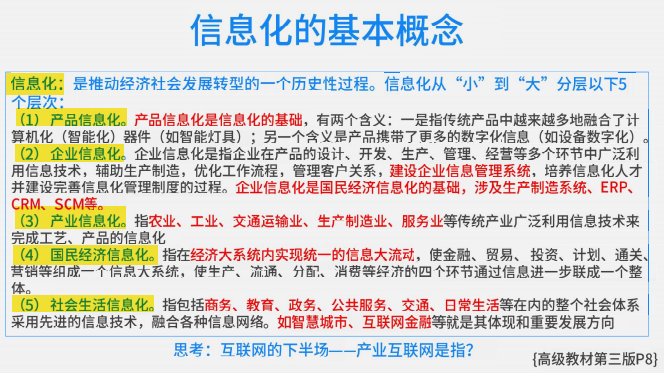 信息化的基本概念
信息化：是推动经济社会发展转型的一个历史性过程。信息化从“小”到“大”分层以下5
个层次：
（1） 产品信息化。产品信息化是信息化的基础，有两个含义：一是指传统产品中越来越多地融合了计
算机化（智能化）器件（如智能灯具）；另一个含义是产品携带了更多的数字化信息（如设备数字化）。
（2） 企业信息化。企业信息化是指企业在产品的设计、开发、生产、管理、经营等多个环节中广泛利
用信息技术，辅助生产制造，优化工作流程，管理客户关系，建设企业信息管理系统，培养信息化人才
并建设完善信息化管理制度的过程。企业信息化是国民经济信息化的基础，涉及生产制造系统、ERP、
CRM、SCM等。
（3） 产业信息化。指农业、工业、交通运输业、生产制造业、服务业等传统产业广泛利用信息技术来
完成工艺、产品的信息化
（4） 国民经济信息化。指在经济大系统内实现统一的信息大流动，使金融、贸易、投资、计划、通关、
营销等组成一个信息大系统，使生产、流通、分配、消费等经济的四个环节通过信息进一步联成一个整
体。
（5） 社会生活信息化。指包括商务、教育、政务、公共服务、交通、日常生活等在内的整个社会体系
采用先进的信息技术，融合各种信息网络。如智慧城市、互联网金融等就是其体现和重要发展方向
思考：互联网的下半场——产业互联网是指？
{高级教材第三版P8}